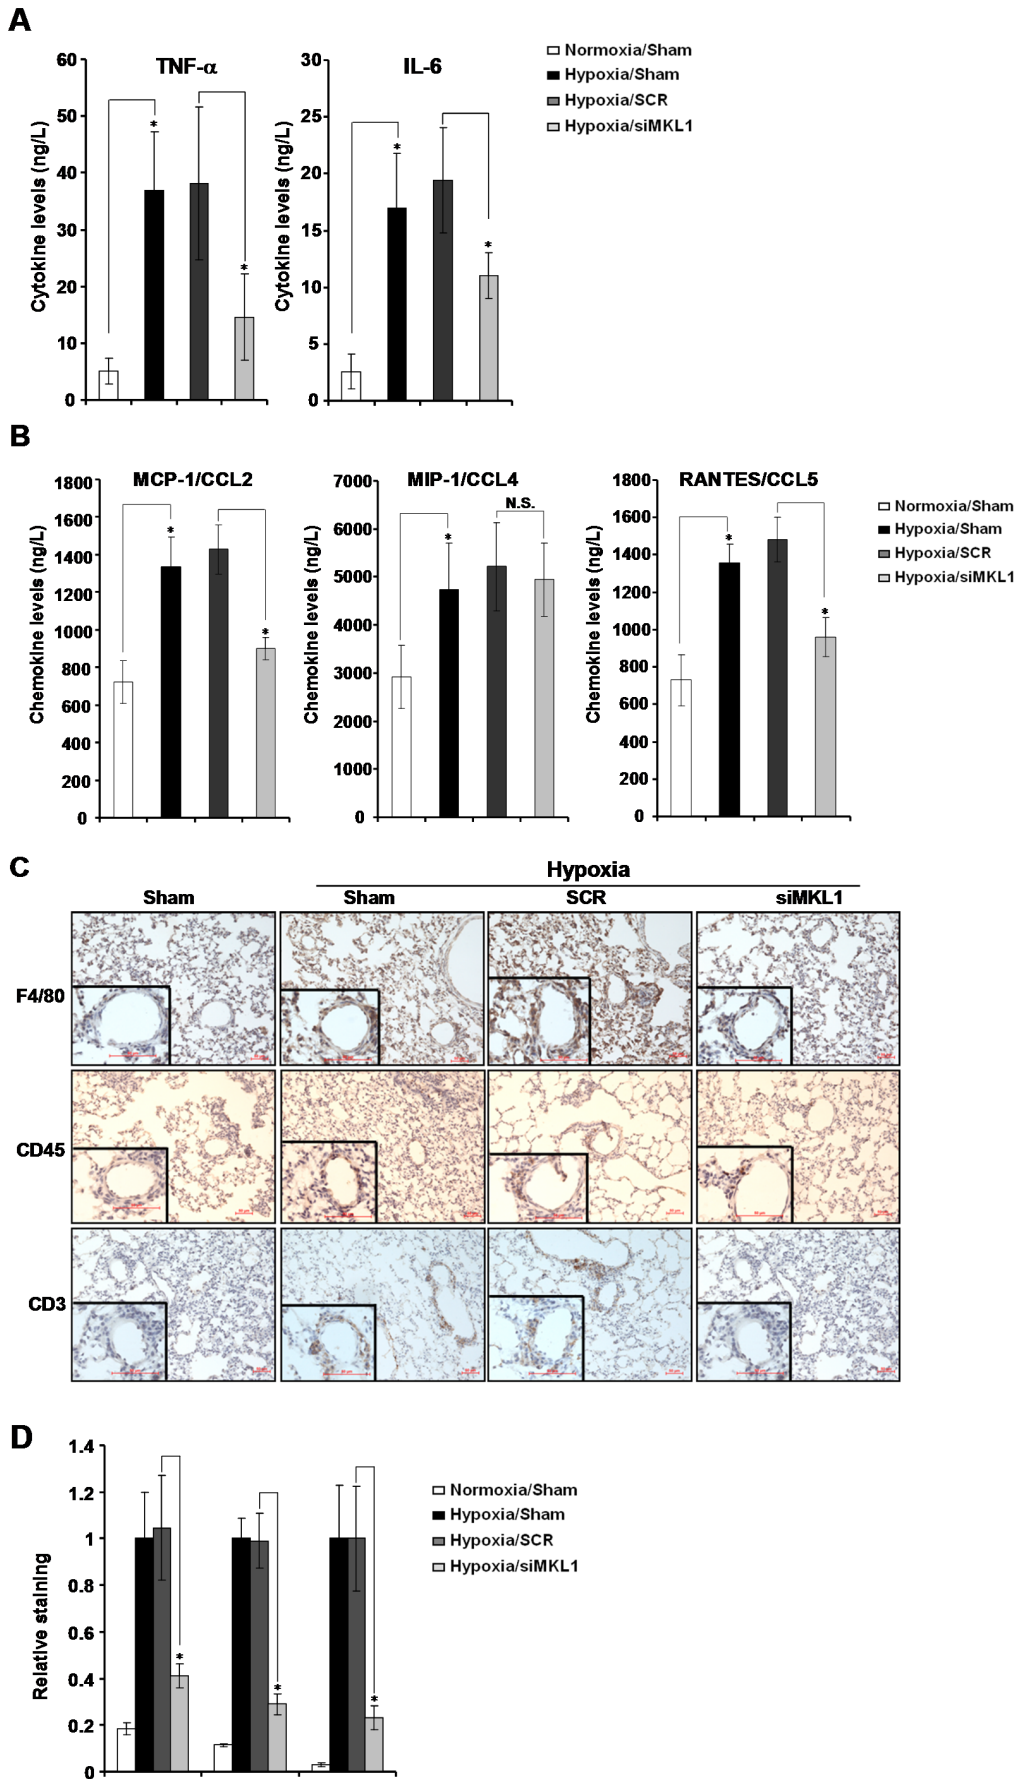 A
TNF-α
IL-6
Normoxia/Sham
Hypoxia/Sham
Hypoxia/SCR
Hypoxia/siMKL1
Cytokine levels (ng/L)
60
50
40
30
20
10
0
*
*
Cytokine levels (ng/L)
30
25
20
15
10
5
0
*
*
B
MCP-1/CCL2
MIP-1/CCL4
RANTES/CCL5
Normoxia/Sham
Hypoxia/Sham
Hypoxia/SCR
Hypoxia/siMKL1
Chemokine levels (ng/L)
1800
1600
1400
1200
1000
800
600
400
200
0
*
*
Chemokine levels (ng/L)
7000
6000
5000
4000
3000
2000
1000
0
*
N.S.
Chemokine levels (ng/L)
1800
1600
1400
1200
1000
800
600
400
200
0
*
*
C
Hypoxia
Sham
Sham
SCR
siMKL1
F4/80
CD45
CD3
D
Relative staining
1.4
1.2
1
0.8
0.6
0.4
0.2
0
*
*
*
Normoxia/Sham
Hypoxia/Sham
Hypoxia/SCR
Hypoxia/siMKL1